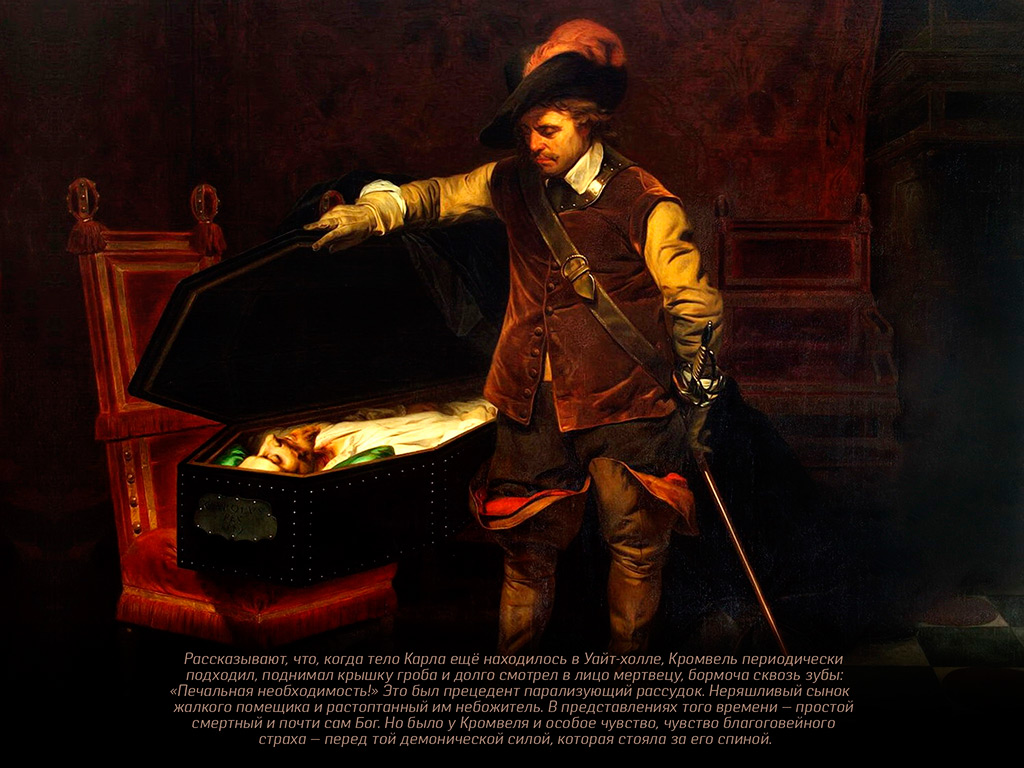 Рассказывают, что, когда тело Карла ещё находилось в Уайт-холле, Кромвель периодически
подходил, поднимал крышку гроба и долго смотрел в лицо мертвецу, бормоча сквозь зубы:
«Печальная необходимость!» Это был прецедент парализующий рассудок. Неряшливый сынок
жалкого помещика и растоптанный им небожитель. В представлениях того времени — простой
смертный и почти сам Бог. Но было у Кромвеля и особое чувство, чувство благоговейного
страха — перед той демонической силой, которая стояла за его спиной.